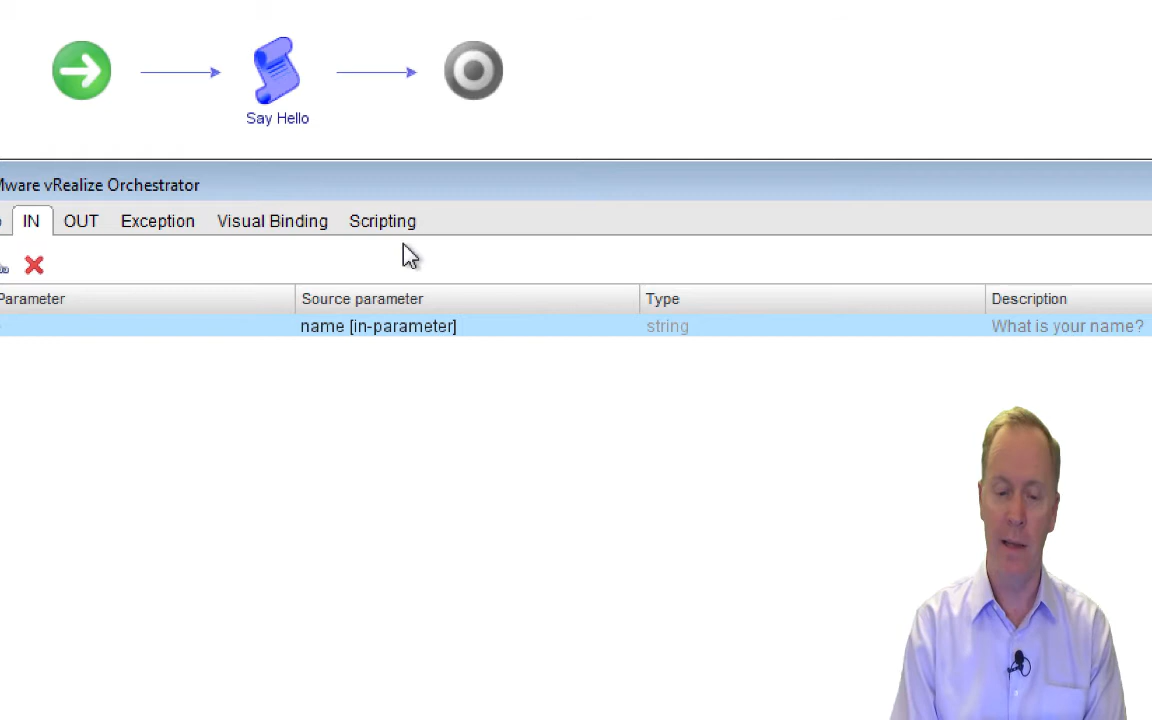 Say Hello
Mware vRealize Orchestrator
IN OUT Exception Visual Binding Scripting
Parameter Source parameter Type Description
name [in-parameter] string What is your name?